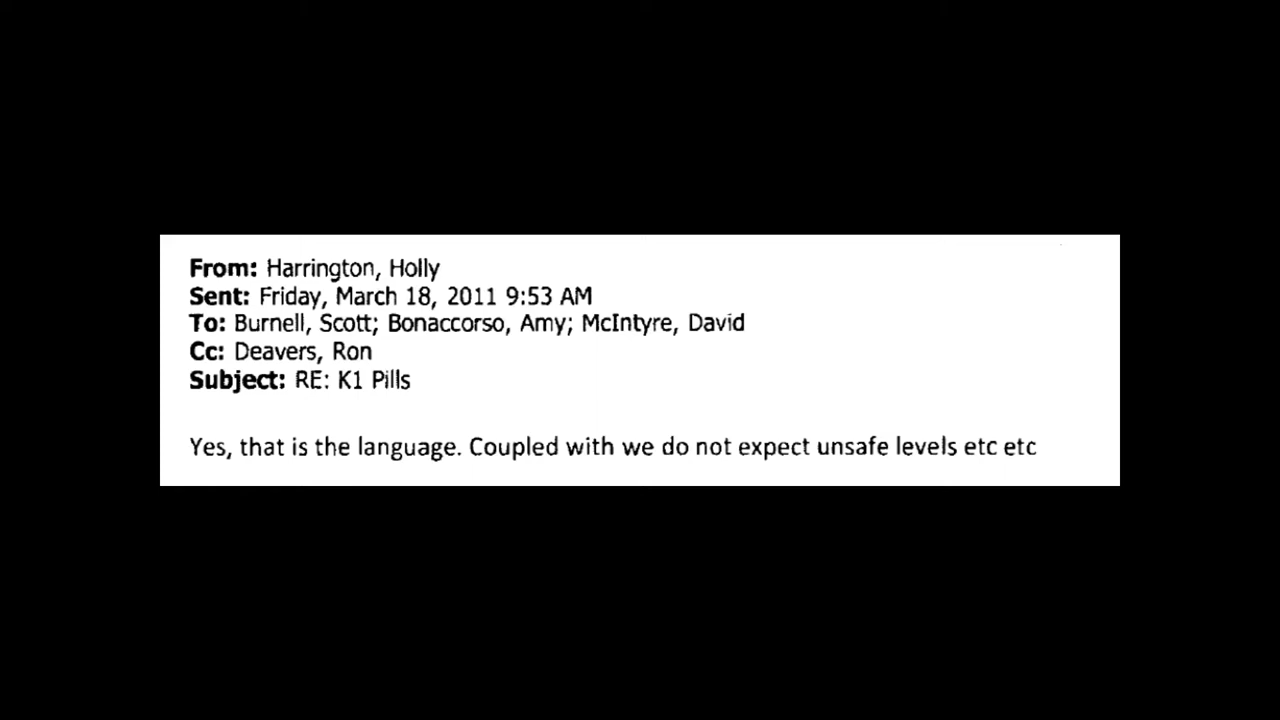 From: Harrington, Holly
Sent: Friday, March 18, 2011 9:53 AM
To: Burnell, Scott; Bonaccorso, Amy; McIntyre, David
Cc: Deavers, Ron
Subject: RE: K1 Pills
Yes, that is the language. Coupled with we do not expect unsafe levels etc etc